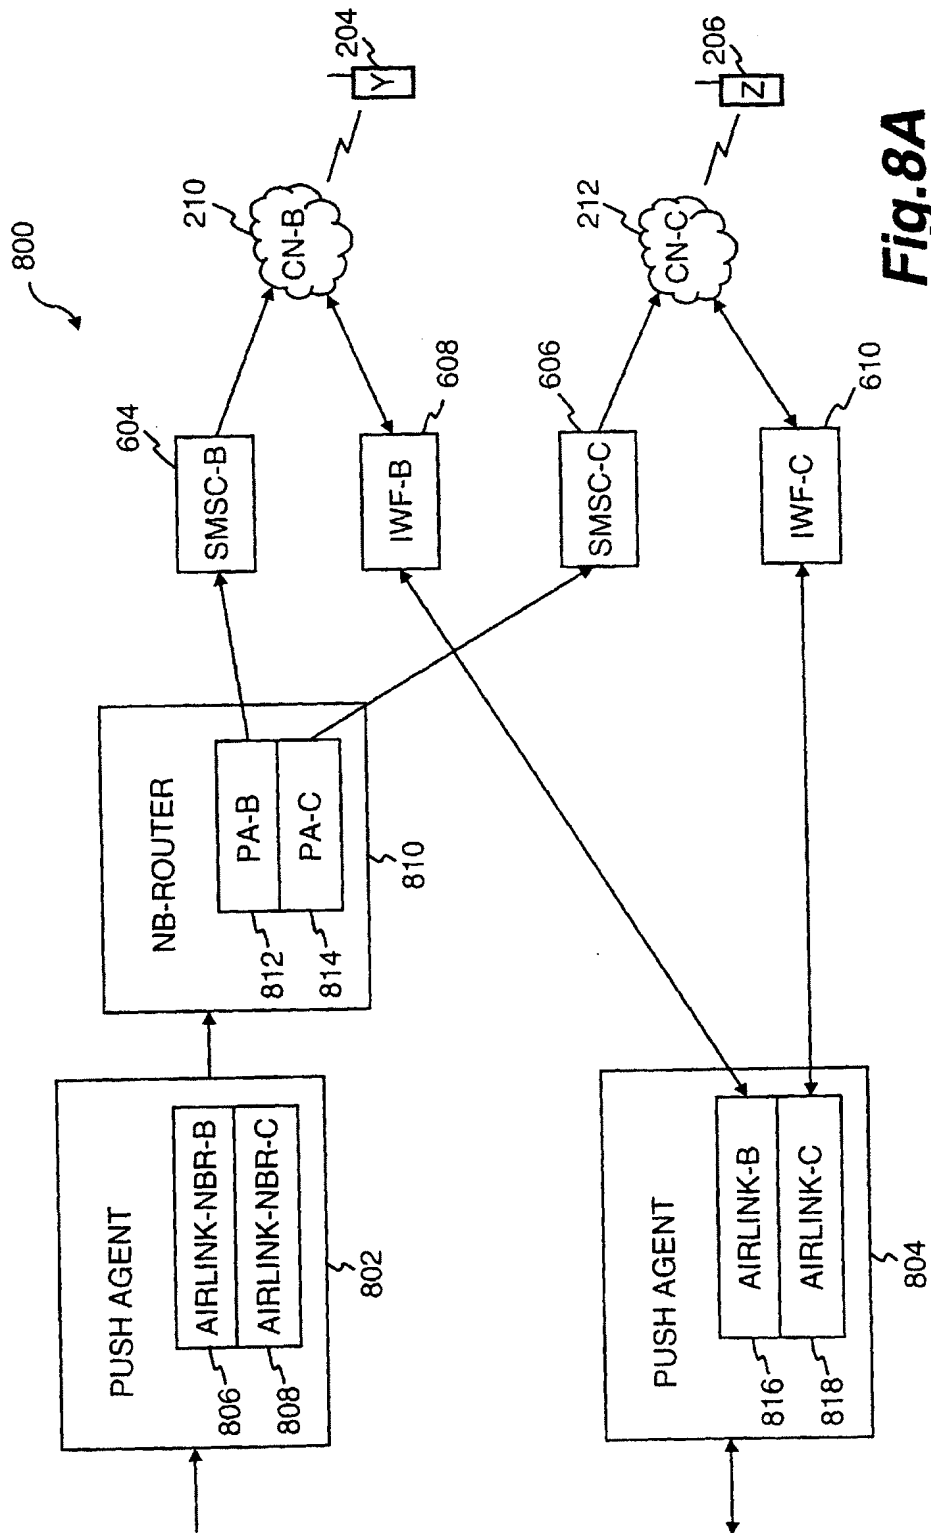 800
PUSH AGENT
AIRLINK-NBR-B
AIRLINK-NBR-C
806
808
802
NB-ROUTER
PA-B
PA-C
812
814
810
604
SMSC-B
IWF-B
608
210
CN-B
204
Y
PUSH AGENT
AIRLINK-B
AIRLINK-C
816
818
804
606
SMSC-C
IWF-C
610
212
CN-C
206
Z
Fig.8A